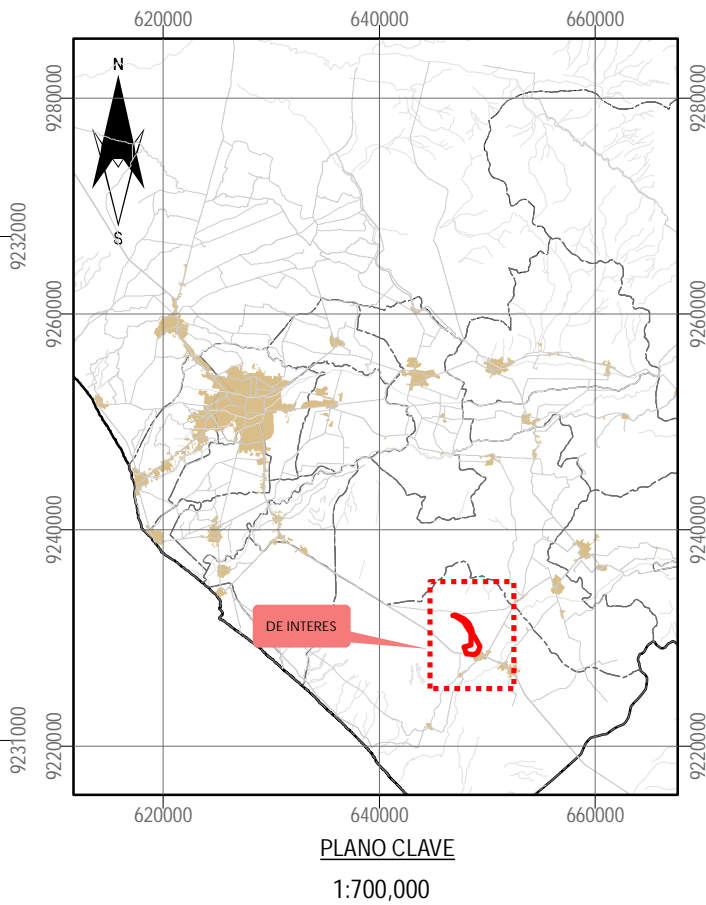 620000 640000 660000
N
9280000 9280000
9232000
S
9260000 9260000
9240000 9240000
DE INTERES
9231000
9220000 9220000
620000 640000 660000
PLANO CLAVE
1:700,000